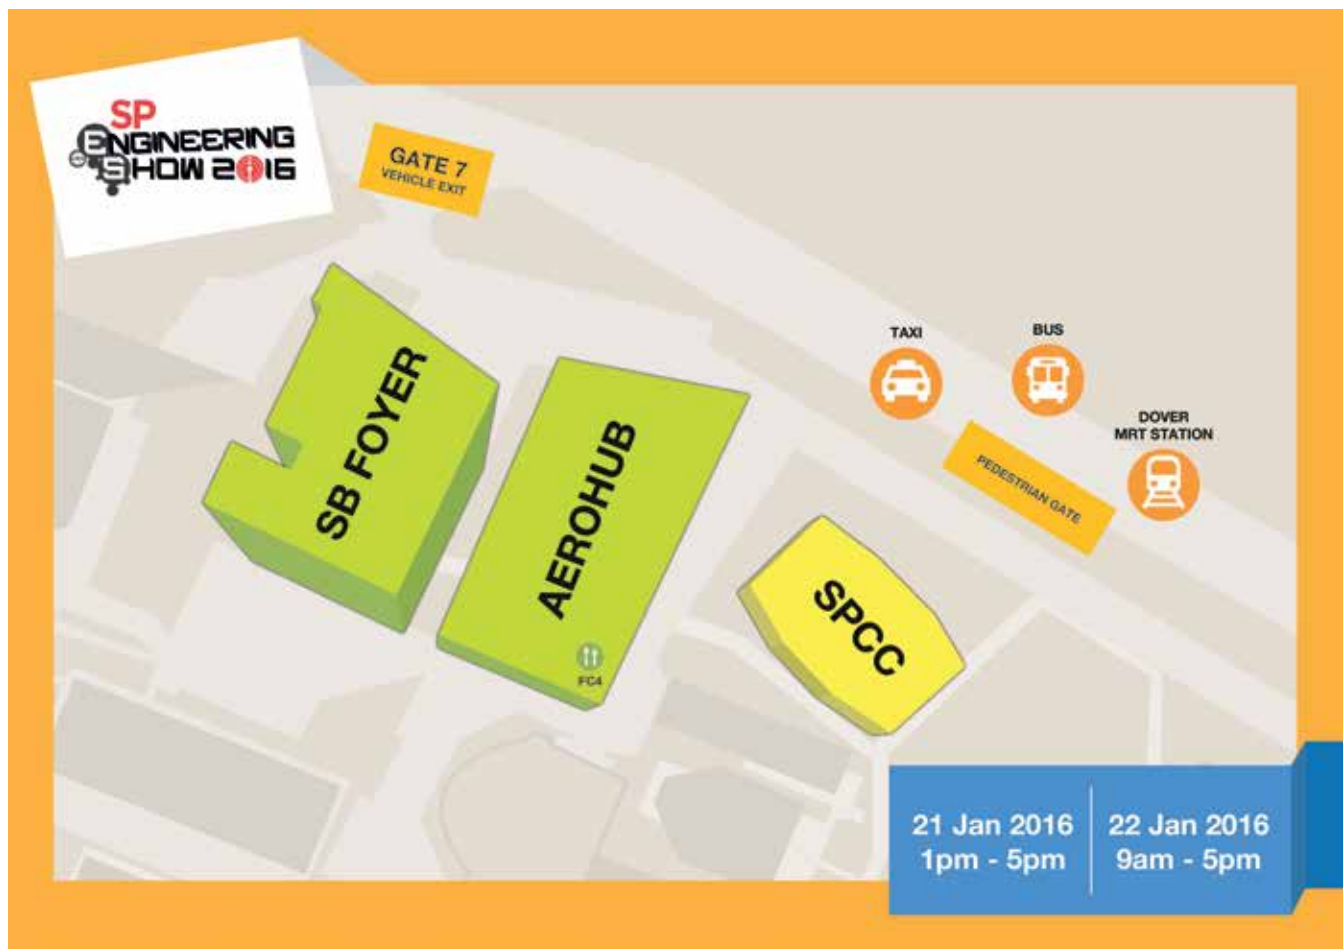 SP
ENGINEERING
SHOW 2016
GATE 7
VEHICLE EXIT
TAXI
BUS
DOVER
MRT STATION
PEDESTRIAN GATE
SB FOYER
AEROHUB
FC4
SPCC
21 Jan 2016
1pm - 5pm
22 Jan 2016
9am - 5pm